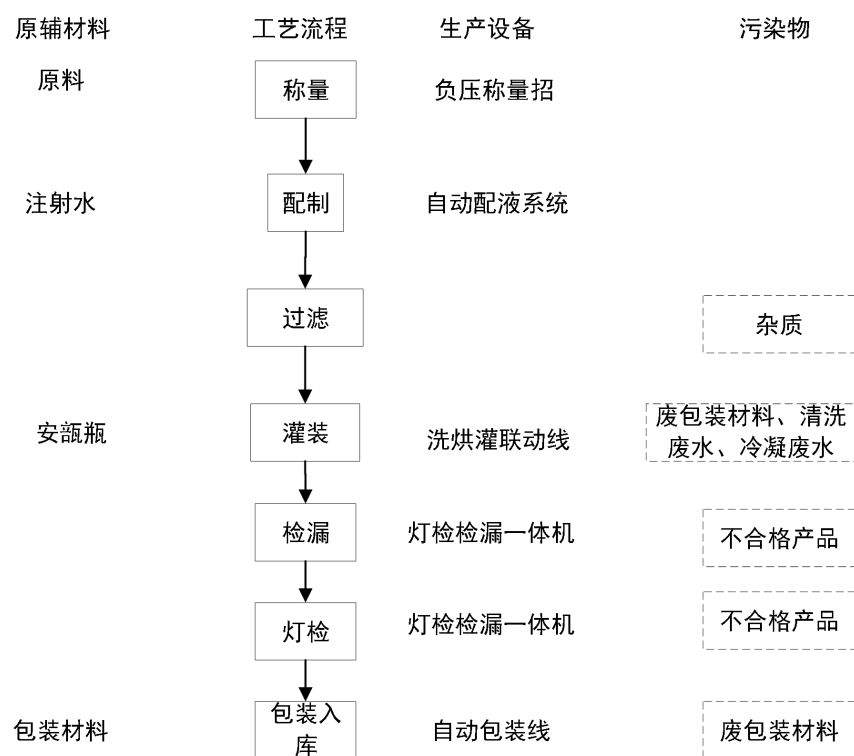 原辅材料 工艺流程 生产设备 污染物
原料 称量 负压称量招
注射水 配制 自动配液系统
过滤 杂质
安瓿瓶 灌装 洗烘灌联动线 废包装材料、清洗
废水、冷凝废水
检漏 灯检检漏一体机 不合格产品
灯检 灯检检漏一体机 不合格产品
包装材料 包装入
库 自动包装线 废包装材料